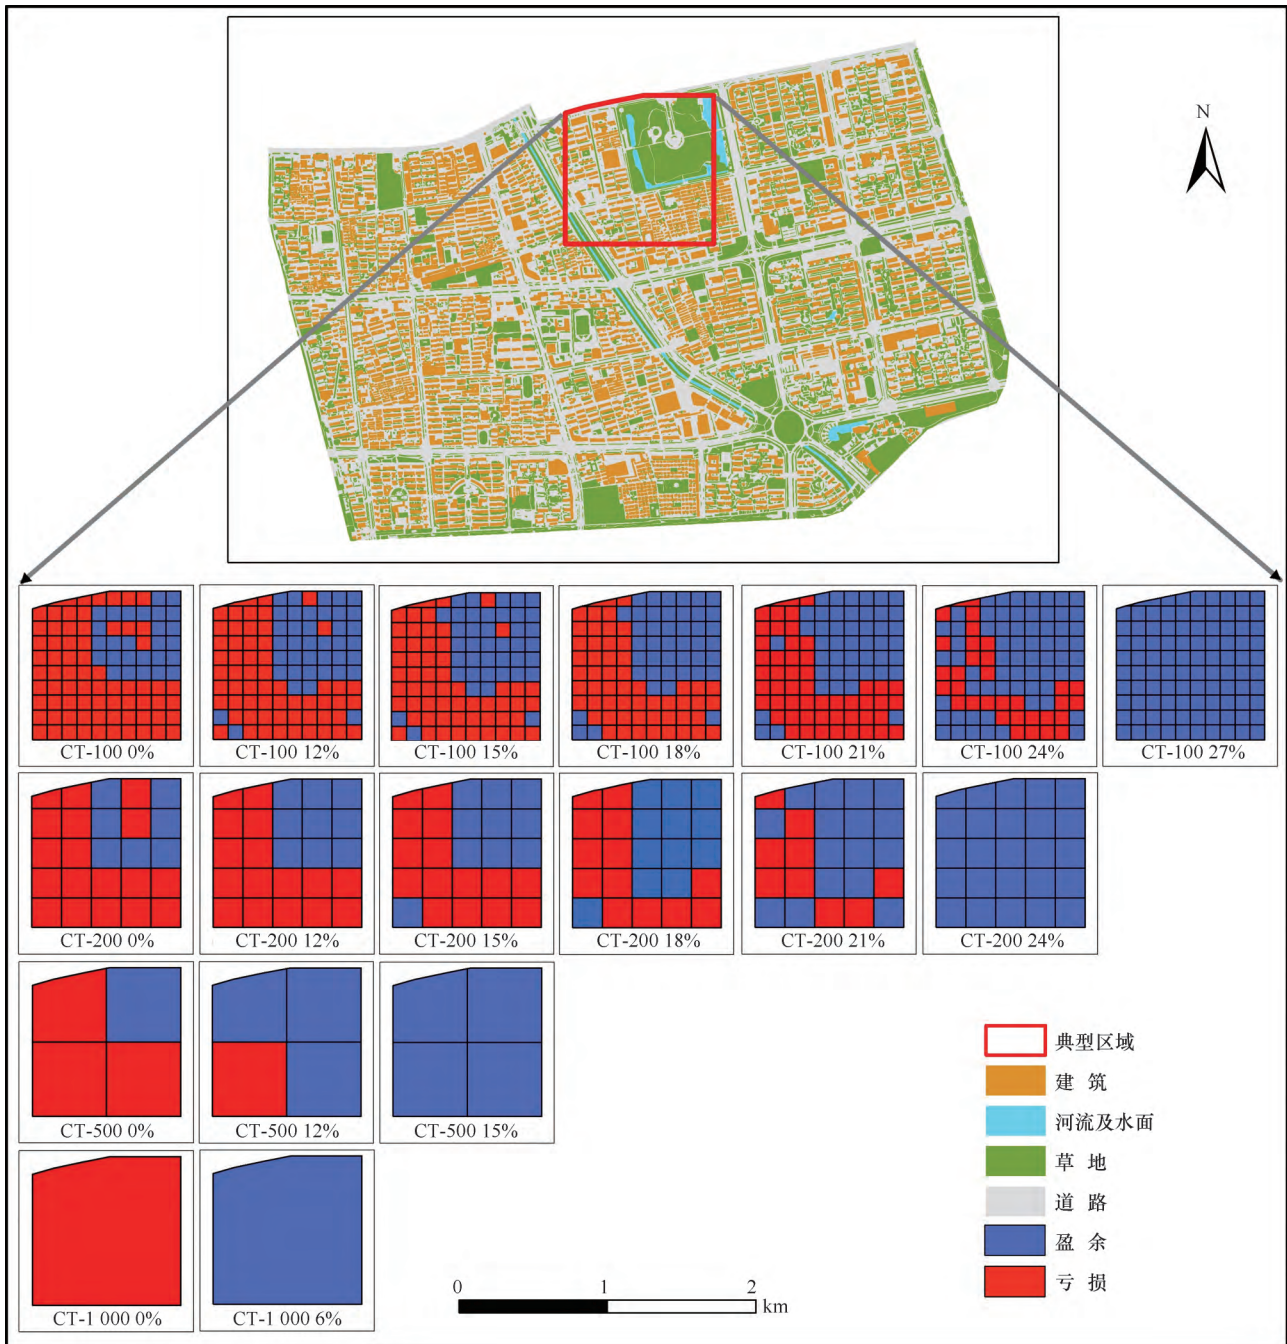 N
CT-100 0%
CT-100 12%
CT-100 15%
CT-100 18%
CT-100 21%
CT-100 24%
CT-100 27%
CT-200 0%
CT-200 12%
CT-200 15%
CT-200 18%
CT-200 21%
CT-200 24%
CT-500 0%
CT-500 12%
CT-500 15%
CT-1 000 0%
CT-1 000 6%
典型区域
建 筑
河流及水面
草 地
道 路
盈 余
亏 损
0 1 2
km